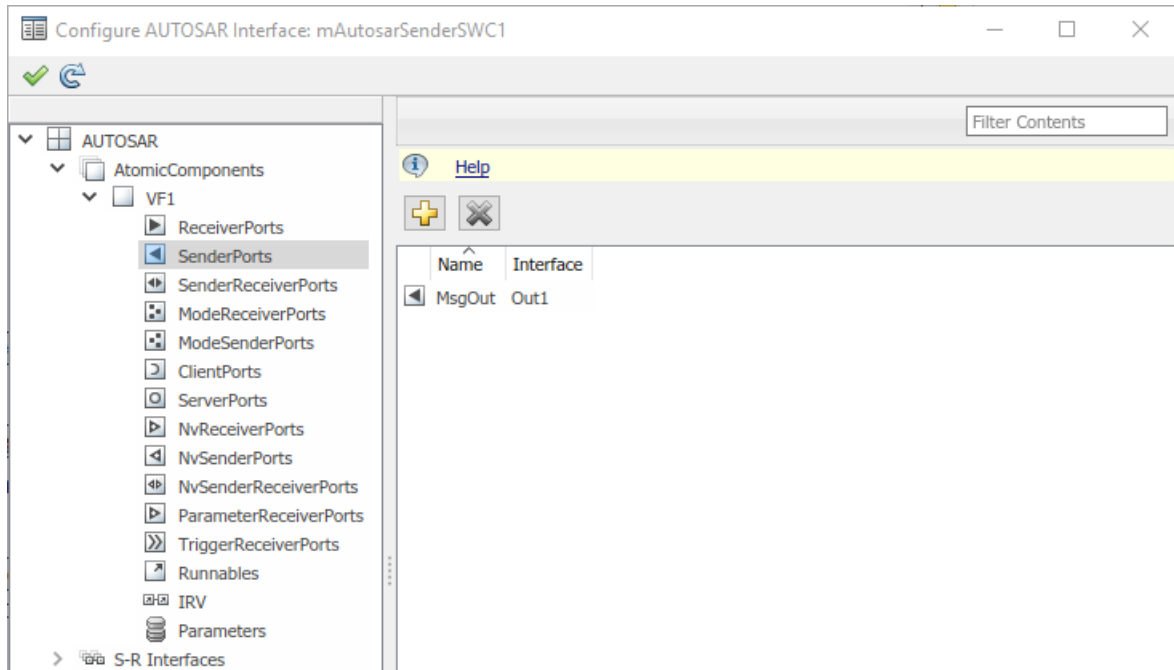 Configure AUTOSAR Interface: mAutosarSenderSWC1
Filter Contents
AUTOSAR
AtomicComponents
VF1
ReceiverPorts
SenderPorts
SenderReceiverPorts
ModeReceiverPorts
ModeSenderPorts
ClientPorts
ServerPorts
NvReceiverPorts
NvSenderPorts
NvSenderReceiverPorts
ParameterReceiverPorts
TriggerReceiverPorts
Runnables
IRV
Parameters
S-R Interfaces
Help
Name Interface
MsgOut Out1